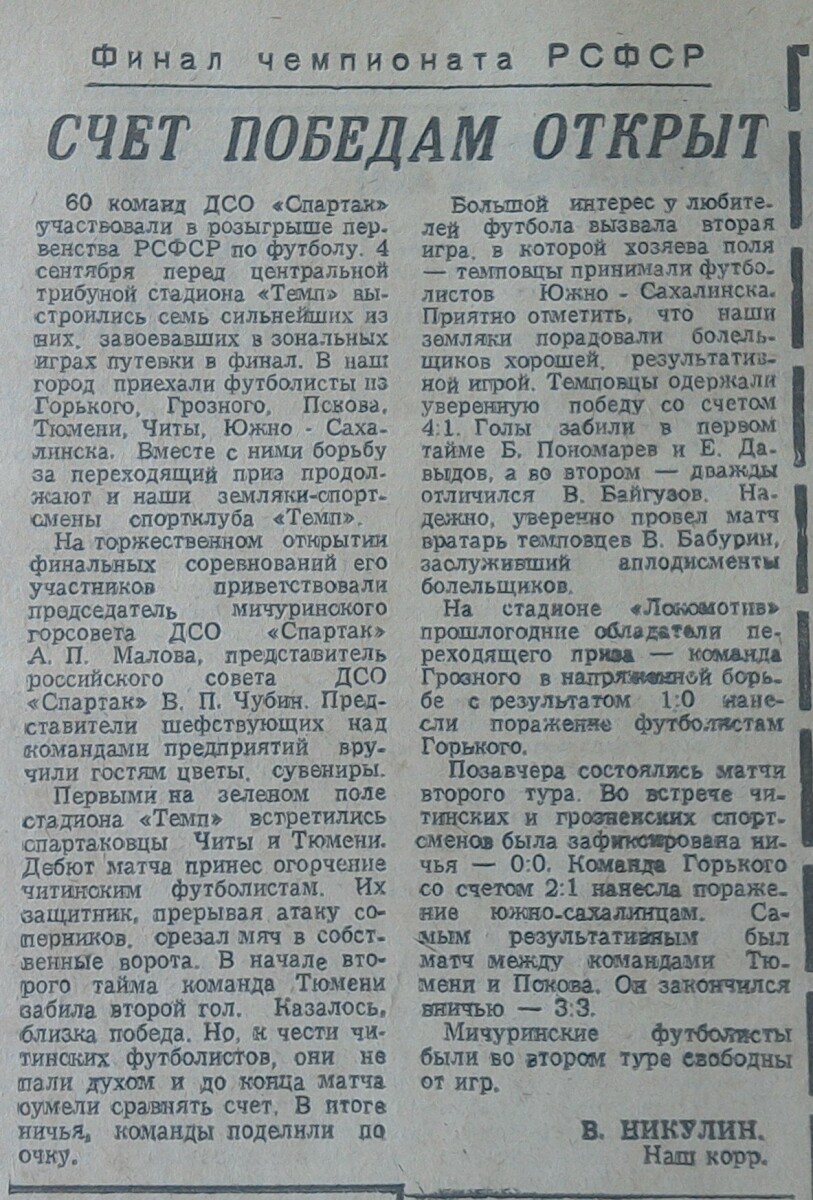 Финал чемпионата РСФСР
СЧЕТ ПОБЕДАМ ОТКРЫТ
60 команд ДСО «Спартак»
участвовали в розыгрыше пер-
венства РСФСР по футболу. 4
сентября перед центральной
трибуной стадиона «Темп» вы-
строились семь сильнейших из
них, завоевавших в зональных
играх путевки в финал. В наш
город приехали футболисты из
Горького, Грозного, Пскова,
Тюмени, Читы, Южно - Саха-
линска. Вместе с ними борьбу
за переходящий приз продол-
жают и наши земляки-спорт-
смены спортклуба «Темп».
На торжественном открытии
финальных соревнований его
участников приветствовали
председатель мичуринского
горсовета ДСО «Спартак»
А. П. Малова, представитель
российского совета ДСО
«Спартак» В. П. Чубин. Пред-
ставители шефствующих над
командами предприятий вру-
чили гостям цветы, сувениры.
Первыми на зеленом поле
стадиона «Темп» встретились
спартаковцы Читы и Тюмени.
Дебют матча принес огорчение
читинским футболистам. Их
защитник, прерывая атаку со-
перников, срезал мяч в собст-
венные ворота. В начале вто-
рого тайма команда Тюмени
забила второй гол. Казалось,
близка победа. Но, к чести чи-
тинских футболистов, они не
пали духом и до конца матча
сумели сравнять счет. В итоге
ничья, команды поделили по
очку.
Большой интерес у любите-
лей футбола вызвала вторая
игра, в которой хозяева поля
— темповцы принимали футбо-
листов Южно - Сахалинска.
Приятно отметить, что наши
земляки порадовали болель-
щиков хорошей, результатив-
ной игрой. Темповцы одержали
уверенную победу со счетом
4:1. Голы забили в первом
тайме Б. Пономарев и Е. Да-
выдов, а во втором — дважды
отличился В. Байгузов. На-
дежно, уверенно провел матч
вратарь темповцев В. Бабурин,
заслуживший аплодисменты
болельщиков.
На стадионе «Локомотив»
прошлогодние обладатели пе-
реходящего приза — команда
Грозного в напряженной борь-
бе с результатом 1:0 нанес-
ли поражение футболистам
Горького.
Позавчера состоялись матчи
второго тура. Во встрече чи-
тинских и грозненских спорт-
сменов была зафиксирована ни-
чья — 0:0. Команда Горького
со счетом 2:1 нанесла пораже-
ние южно-сахалинцам. Са-
мым результативным был
матч между командами Тю-
мени и Пскова. Он закончился
вничью — 3:3.
Мичуринские футболисты
были во втором туре свободны
от игр.
В. НИКУЛИН.
Наш корр.